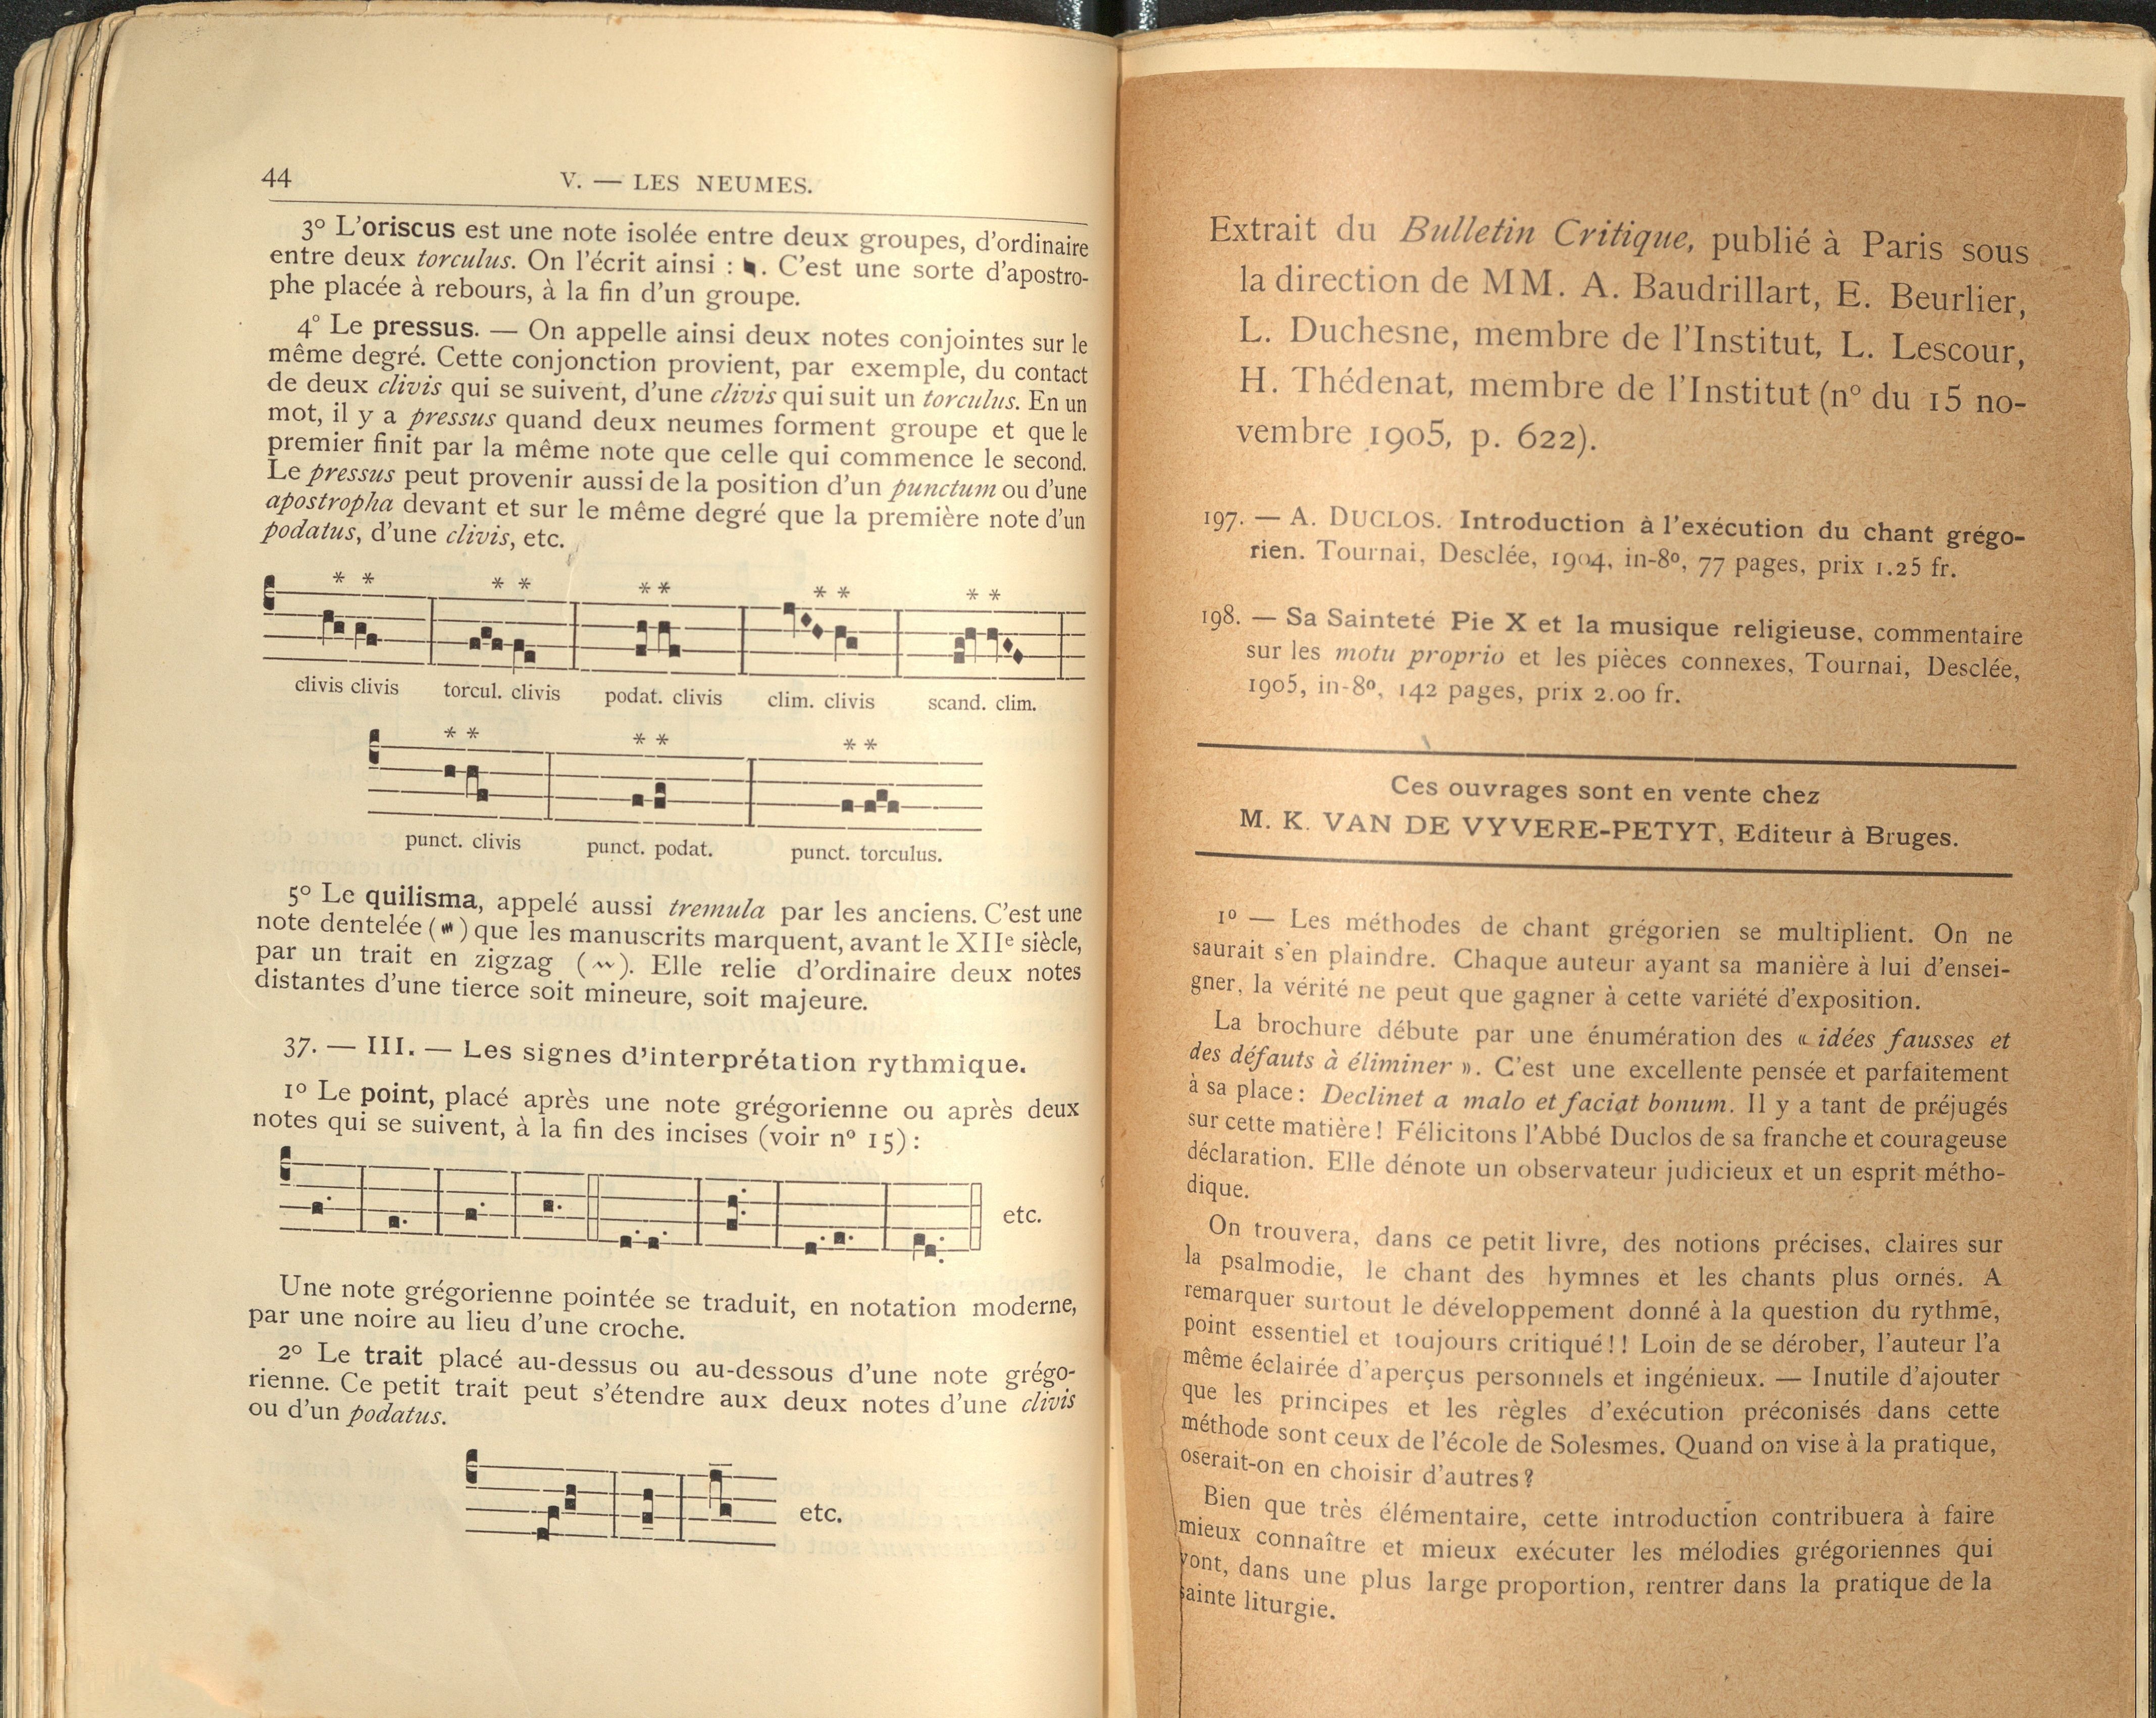 44
V. — LES NEUMES.
3º L'oriscus est une note isolée entre deux groupes, d'ordinaire
entre deux torculus. On l'écrit ainsi : . C'est une sorte d'apostro-
phe placée à rebours, à la fin d'un groupe.
4º Le pressus. — On appelle ainsi deux notes conjointes sur le
même degré. Cette conjonction provient, par exemple, du contact
de deux clivis qui se suivent, d'une clivis qui suit un torculus. En un
mot, il y a pressus quand deux neumes forment groupe et que le
premier finit par la même note que celle qui commence le second.
Le pressus peut provenir aussi de la position d'un punctum ou d'une
apostropha devant et sur le même degré que la première note d'un
podatus, d'une clivis, etc.
* * * * * * * * * *
clivis clivis torcul. clivis podat. clivis clim. clivis scand. clim.
* * * * * *
punct. clivis punct. podat. punct. torculus.
5º Le quilisma, appelé aussi tremula par les anciens. C'est une
note dentelée ( ) que les manuscrits marquent, avant le XIIe siècle,
par un trait en zigzag ( ). Elle relie d'ordinaire deux notes
distantes d'une tierce soit mineure, soit majeure.
37. — III. — Les signes d'interprétation rythmique.
1º Le point, placé après une note grégorienne ou après deux
notes qui se suivent, à la fin des incises (voir nº 15) :
etc.
Une note grégorienne pointée se traduit, en notation moderne,
par une noire au lieu d'une croche.
2º Le trait placé au-dessus ou au-dessous d'une note grégo-
rienne. Ce petit trait peut s'étendre aux deux notes d'une clivis
ou d'un podatus.
etc.
Extrait du Bulletin Critique, publié à Paris sous
la direction de MM. A. Baudrillart, E. Beurlier,
L. Duchesne, membre de l'Institut, L. Lescour,
H. Thédenat, membre de l'Institut (nº du 15 no-
vembre 1905, p. 622).
197. — A. DUCLOS. Introduction à l'exécution du chant grégo-
rien. Tournai, Desclée, 1904, in-8º, 77 pages, prix 1.25 fr.
198. — Sa Sainteté Pie X et la musique religieuse, commentaire
sur les motu proprio et les pièces connexes, Tournai, Desclée,
1905, in-8º, 142 pages, prix 2.00 fr.
Ces ouvrages sont en vente chez
M. K. VAN DE VYVERE-PETYT, Editeur à Bruges.
1º — Les méthodes de chant grégorien se multiplient. On ne
saurait s'en plaindre. Chaque auteur ayant sa manière à lui d'ensei-
gner, la vérité ne peut que gagner à cette variété d'exposition.
La brochure débute par une énumération des « idées fausses et
des défauts à éliminer ». C'est une excellente pensée et parfaitement
à sa place : Declinet a malo et faciat bonum. Il y a tant de préjugés
sur cette matière ! Félicitons l'Abbé Duclos de sa franche et courageuse
déclaration. Elle dénote un observateur judicieux et un esprit métho-
dique.
On trouvera, dans ce petit livre, des notions précises, claires sur
la psalmodie, le chant des hymnes et les chants plus ornés. A
remarquer surtout le développement donné à la question du rythme,
point essentiel et toujours critiqué !! Loin de se dérober, l'auteur l'a
même éclairée d'aperçus personnels et ingénieux. — Inutile d'ajouter
que les principes et les règles d'exécution préconisés dans cette
méthode sont ceux de l'école de Solesmes. Quand on vise à la pratique,
oserait-on en choisir d'autres ?
Bien que très élémentaire, cette introduction contribuera à faire
mieux connaître et mieux exécuter les mélodies grégoriennes qui
vont, dans une plus large proportion, rentrer dans la pratique de la
sainte liturgie.